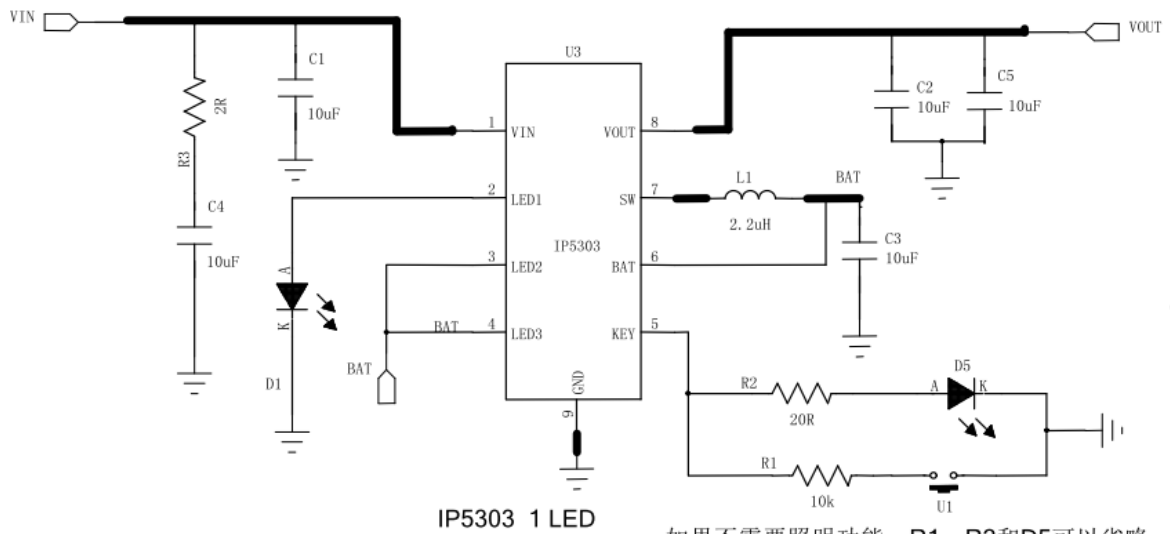 VIN
VOUT
U3
C1
10uF
2R
R3
C4
10uF
C2
10uF
C5
10uF
1
VIN
VOUT
8
2
LED1
SW
7
L1
2.2uH
BAT
IP5303
C3
10uF
3
LED2
BAT
6
A
K
D1
BAT
4
LED3
KEY
5
BAT
GND
9
R2
20R
A
D5
K
R1
10k
U1
IP5303 1 LED
如果不需要照明功能，R1、R2和D5可以省略